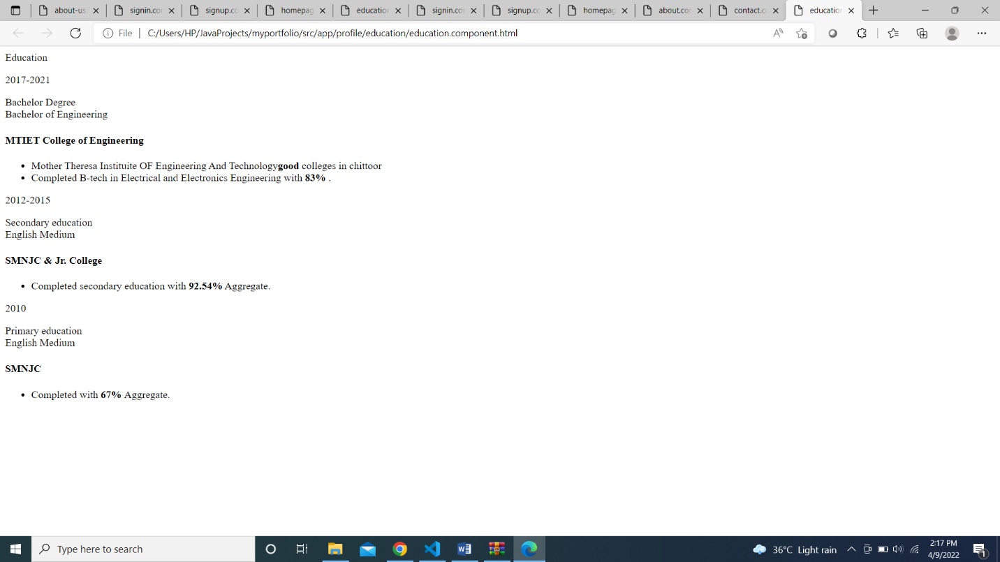 about-us
signin.con
signup.co
homepag
education
signin.con
signup.co
homepag
about.con
contact.co
education
File
C:/Users/HP/JavaProjects/myportfolio/src/app/profile/education/education.component.html
Education
2017-2021
Bachelor Degree
Bachelor of Engineering
MTIET College of Engineering
• Mother Theresa Instituite OF Engineering And Technologygood colleges in chittoor
• Completed B-tech in Electrical and Electronics Engineering with 83% .
2012-2015
Secondary education
English Medium
SMNJC & Jr. College
• Completed secondary education with 92.54% Aggregate.
2010
Primary education
English Medium
SMNJC
• Completed with 67% Aggregate.
Type here to search
36°C Light rain
2:17 PM
4/9/2022
1